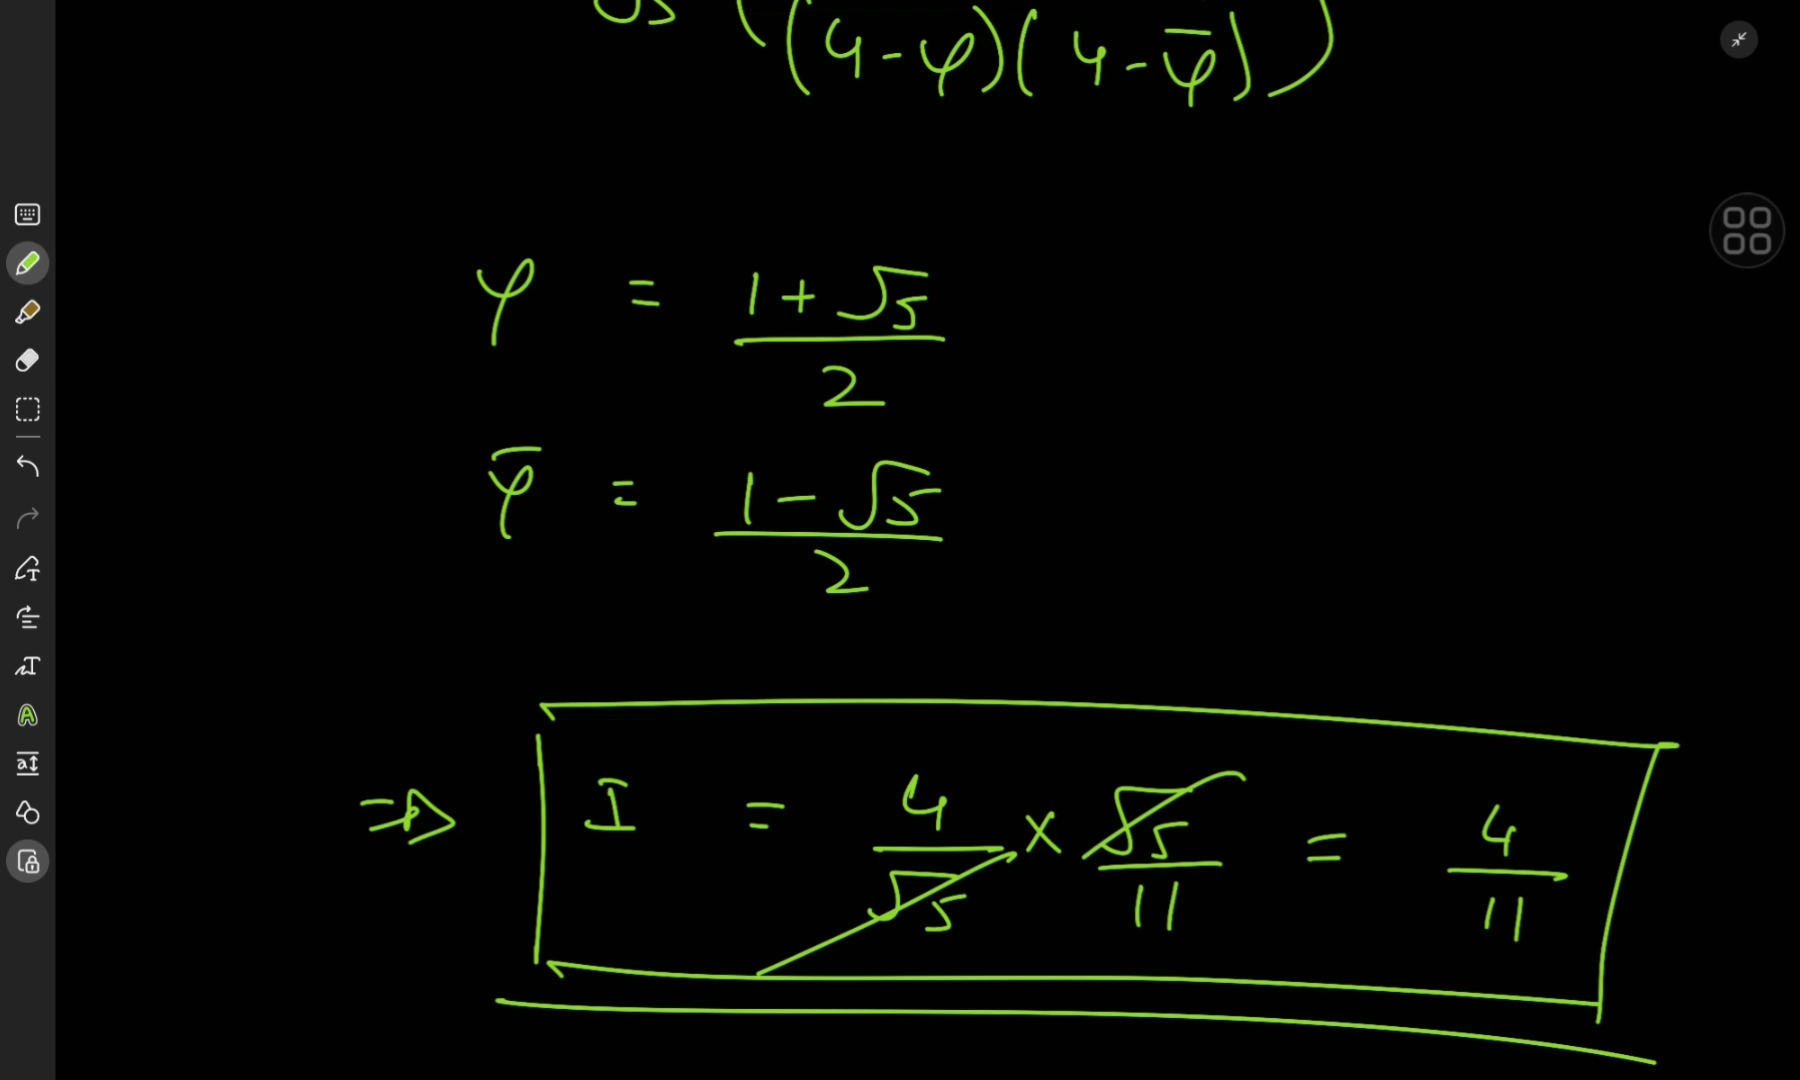 ((4-φ)(4-φ̄))
φ = (1+√5)/2
φ̄ = (1-√5)/2
⇒ I = 4/√5 × √5/11 = 4/11